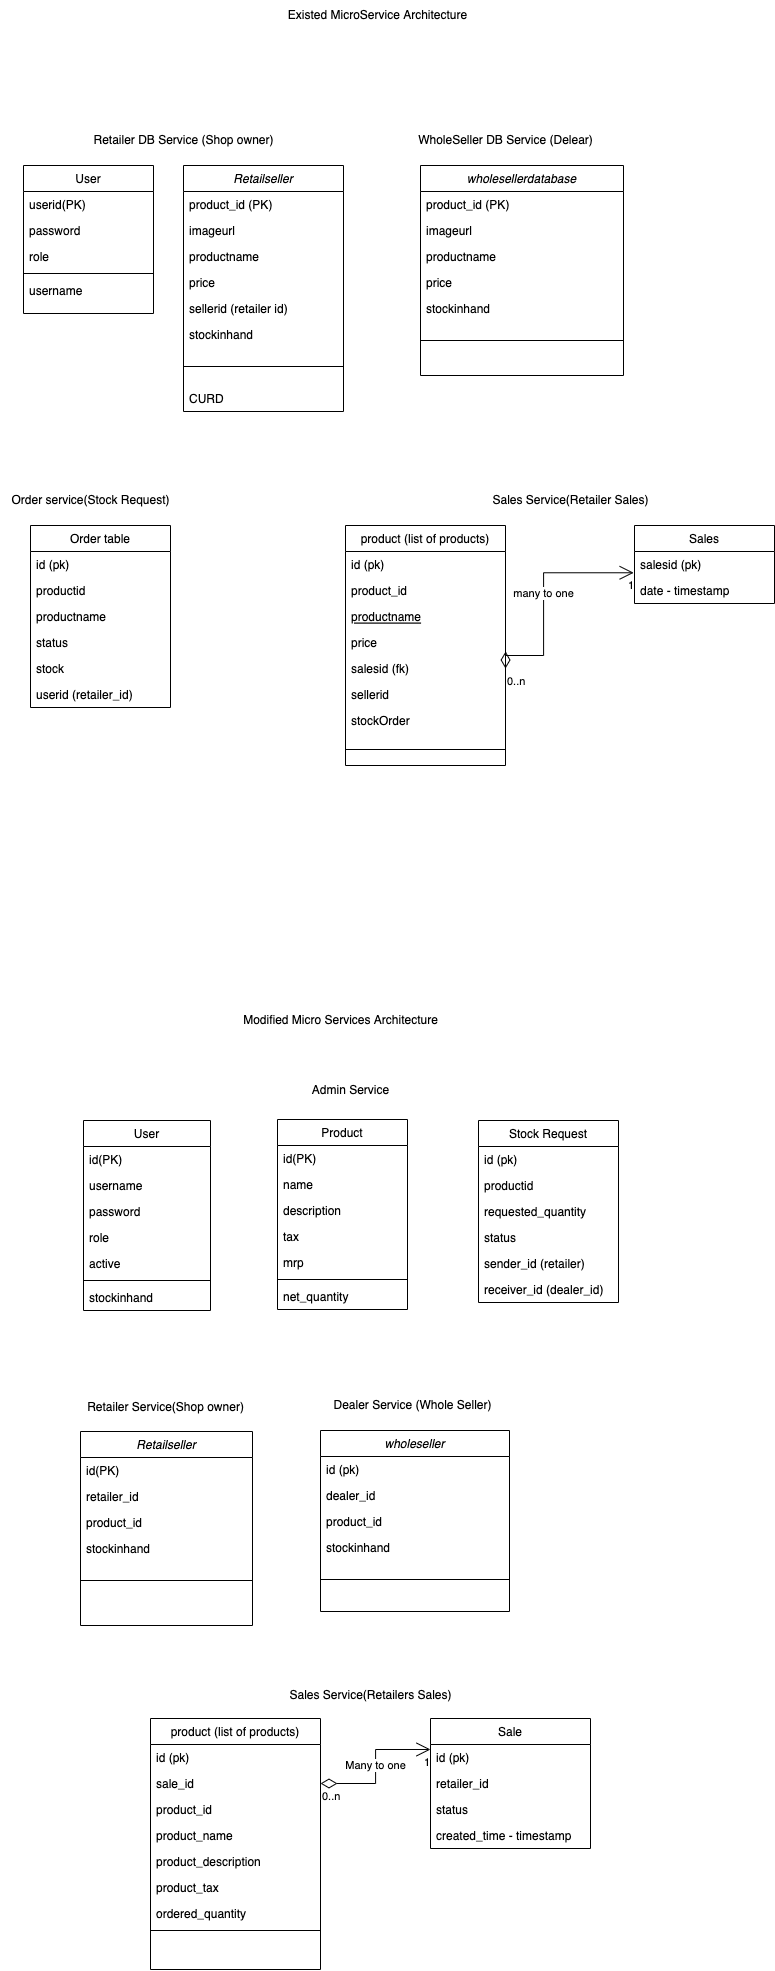 Existed MicroService Architecture
Retailer DB Service (Shop owner)
User
userid(PK)
password
role
username
Retailseller
product_id (PK)
imageurl
productname
price
sellerid (retailer id)
stockinhand
CURD
WholeSeller DB Service (Delear)
wholesellerdatabase
product_id (PK)
imageurl
productname
price
stockinhand
Order service(Stock Request)
Order table
id (pk)
productid
productname
status
stock
userid (retailer_id)
Sales Service(Retailer Sales)
product (list of products)
id (pk)
product_id
productname
price
salesid (fk)
sellerid
stockOrder
many to one
0..n
1
Sales
salesid (pk)
date - timestamp
Modified Micro Services Architecture
Admin Service
User
id(PK)
username
password
role
active
stockinhand
Product
id(PK)
name
description
tax
mrp
net_quantity
Stock Request
id (pk)
productid
requested_quantity
status
sender_id (retailer)
receiver_id (dealer_id)
Retailer Service(Shop owner)
Retailseller
id(PK)
retailer_id
product_id
stockinhand
Dealer Service (Whole Seller)
wholeseller
id (pk)
dealer_id
product_id
stockinhand
Sales Service(Retailers Sales)
product (list of products)
id (pk)
sale_id
product_id
product_name
product_description
product_tax
ordered_quantity
Many to one
0..n
1
Sale
id (pk)
retailer_id
status
created_time - timestamp